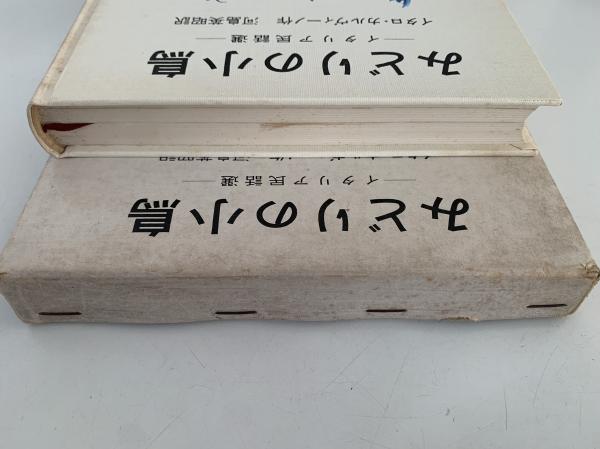 みどりの小鳥
—イタリア民話選—
みどりの小鳥
—イタリア民話選—
イタロ・カルヴィーノ作 河島英昭訳